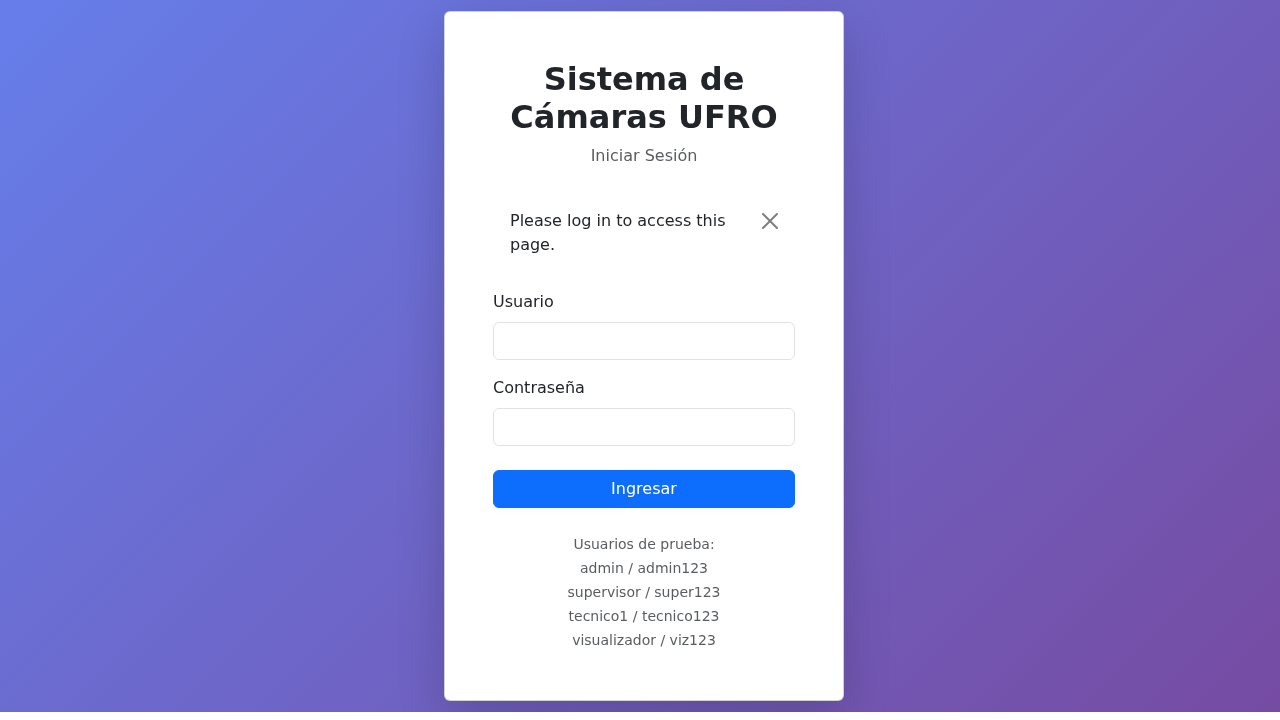 Sistema de
Cámaras UFRO
Iniciar Sesión
Please log in to access this
page.
Usuario
Contraseña
Ingresar
Usuarios de prueba:
admin / admin123
supervisor / super123
tecnico1 / tecnico123
visualizador / viz123